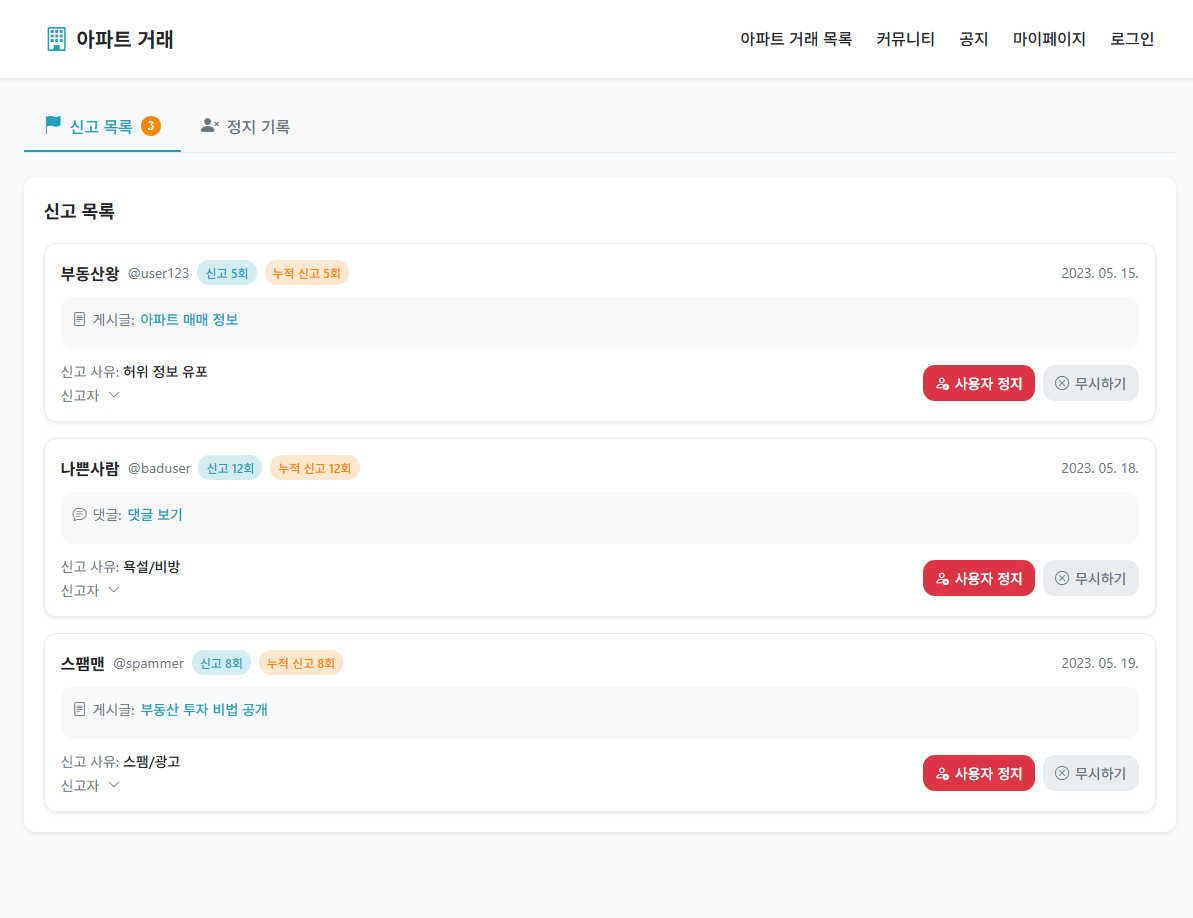 아파트 거래
아파트 거래 목록 커뮤니티 공지 마이페이지 로그인
신고 목록 3 정지 기록
신고 목록
부동산왕 @user123 신고 5회 누적 신고 5회 2023. 05. 15.
게시글: 아파트 매매 정보
신고 사유: 허위 정보 유포
신고자
사용자 정지 무시하기
나쁜사람 @baduser 신고 12회 누적 신고 12회 2023. 05. 18.
댓글: 댓글 보기
신고 사유: 욕설/비방
신고자
사용자 정지 무시하기
스팸맨 @spammer 신고 8회 누적 신고 8회 2023. 05. 19.
게시글: 부동산 투자 비법 공개
신고 사유: 스팸/광고
신고자
사용자 정지 무시하기